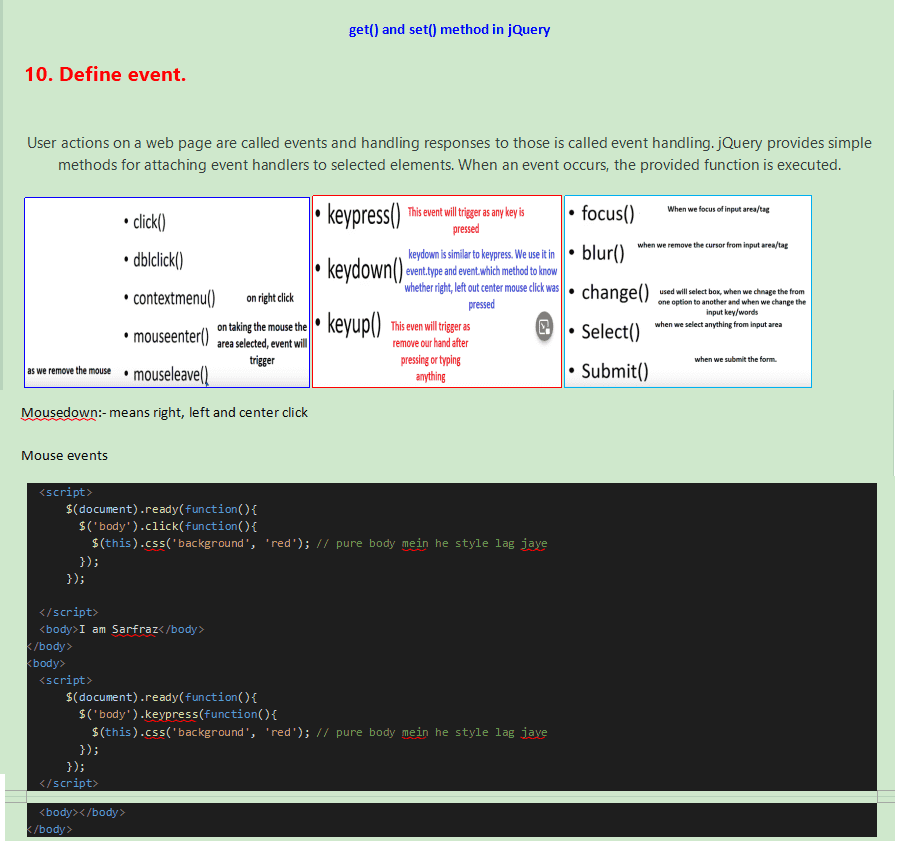 get() and set() method in jQuery
10. Define event.
User actions on a web page are called events and handling responses to those is called event handling. jQuery provides simple
methods for attaching event handlers to selected elements. When an event occurs, the provided function is executed.
• click()
• dblclick()
• contextmenu() on right click
• mouseenter() on taking the mouse the
area selected, event will
trigger
as we remove the mouse • mouseleave()
• keypress() This event will trigger as any key is
pressed
• keydown() keydown is similar to keypress. We use it in
event.type and event.which method to know
whether right, left out center mouse click was
pressed
• keyup() This even will trigger as
remove our hand after
pressing or typing
anything
• focus() When we focus of input area/tag
• blur() when we remove the cursor from input area/tag
• change() used will select box, when we chnage the from
one option to another and when we change the
input key/words
• Select() when we select anything from input area
• Submit() when we submit the form.
Mousedown:- means right, left and center click
Mouse events
<script>
$(document).ready(function(){
$('body').click(function(){
$(this).css('background', 'red'); // pure body mein he style lag jaye
});
});
</script>
<body>I am Sarfraz</body>
</body>
<body>
<script>
$(document).ready(function(){
$('body').keypress(function(){
$(this).css('background', 'red'); // pure body mein he style lag jaye
});
});
</script>
<body></body>
</body>